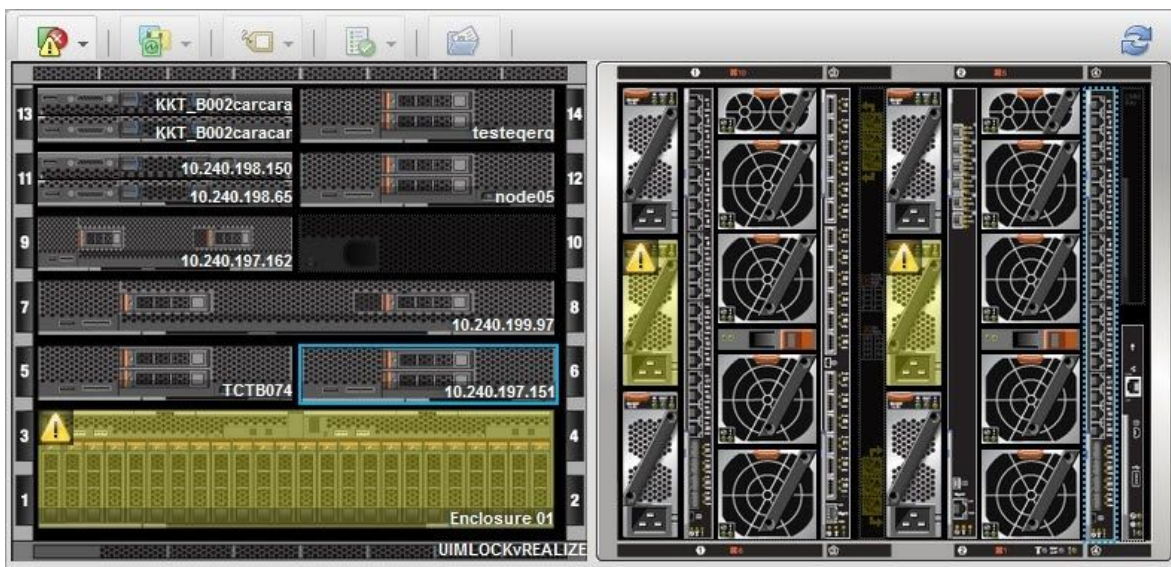 13
KKT_B002carcara
KKT_B002caracar
testeqerq
14
11
10.240.198.150
10.240.198.65
node05
12
9
10.240.197.162
10
7
10.240.199.97
8
5
TCTB074
10.240.197.151
6
3
4
1
Enclosure 01
2
UIMLOCKvREALIZE